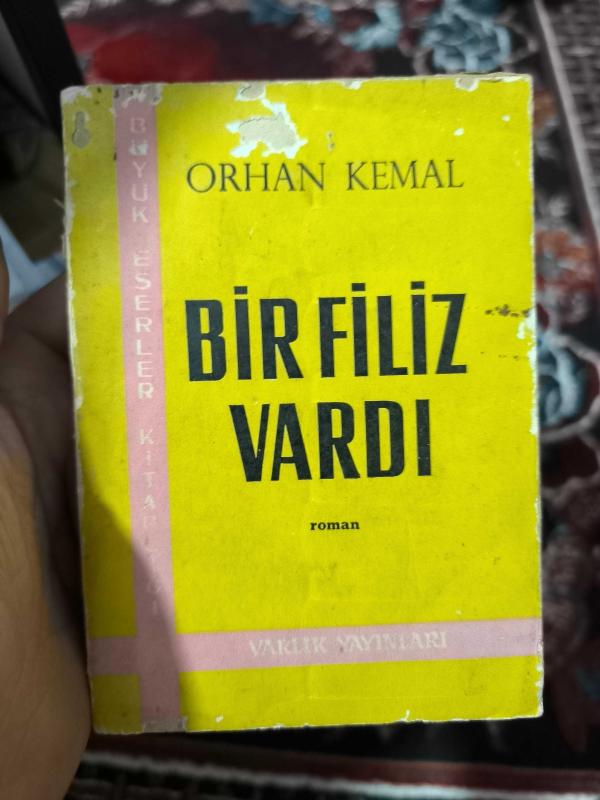 ORHAN KEMAL
BİR FİLİZ
VARDI
roman
VARLIK YAYINLARI
BÜYÜK ESERLER KİTAPLIĞI